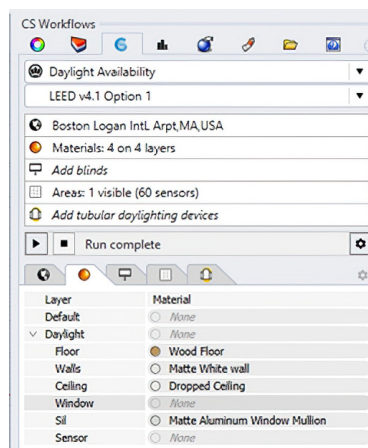 CS Workflows
Daylight Availability
LEED v4.1 Option 1
Boston Logan IntL Arpt,MA,USA
Materials: 4 on 4 layers
Add blinds
Areas: 1 visible (60 sensors)
Add tubular daylighting devices
Run complete
Layer Material
Default None
Daylight None
Floor Wood Floor
Walls Matte White wall
Ceiling Dropped Ceiling
Window None
Sil Matte Aluminum Window Mullion
Sensor None